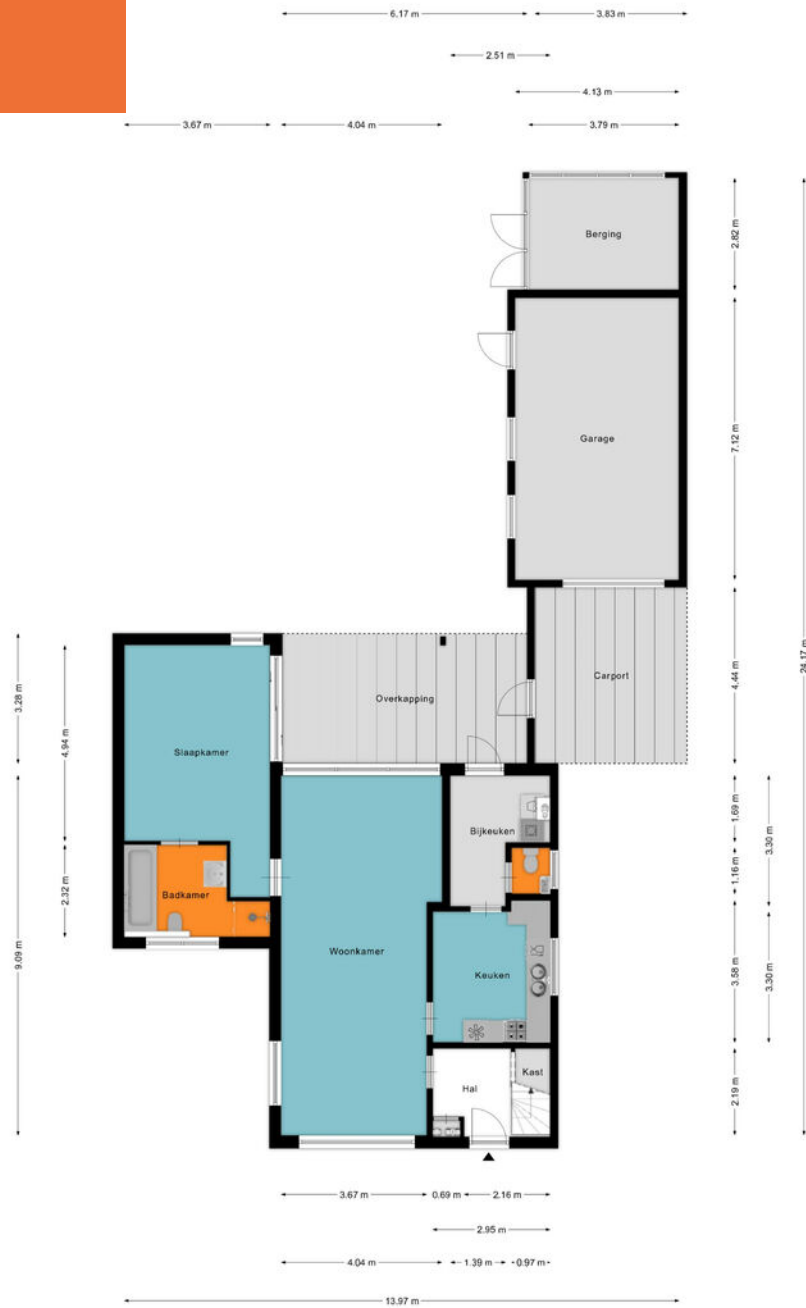 6.17 m
3.83 m
2.51 m
4.13 m
3.67 m
4.04 m
3.79 m
Berging
2.82 m
Garage
7.12 m
24.17 m
3.28 m
4.94 m
Slaapkamer
Overkapping
Carport
4.44 m
Bijkeuken
1.69 m
3.30 m
1.16 m
Badkamer
2.32 m
9.09 m
Woonkamer
Keuken
3.58 m
3.30 m
Hal
Kast
2.19 m
3.67 m
0.69 m
2.16 m
2.95 m
4.04 m
1.39 m
0.97 m
13.97 m